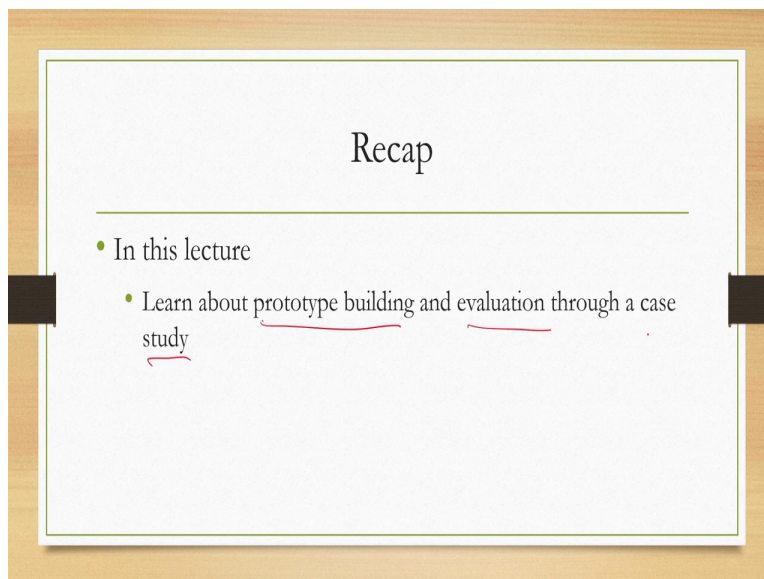 Recap
• In this lecture
• Learn about prototype building and evaluation through a case
study